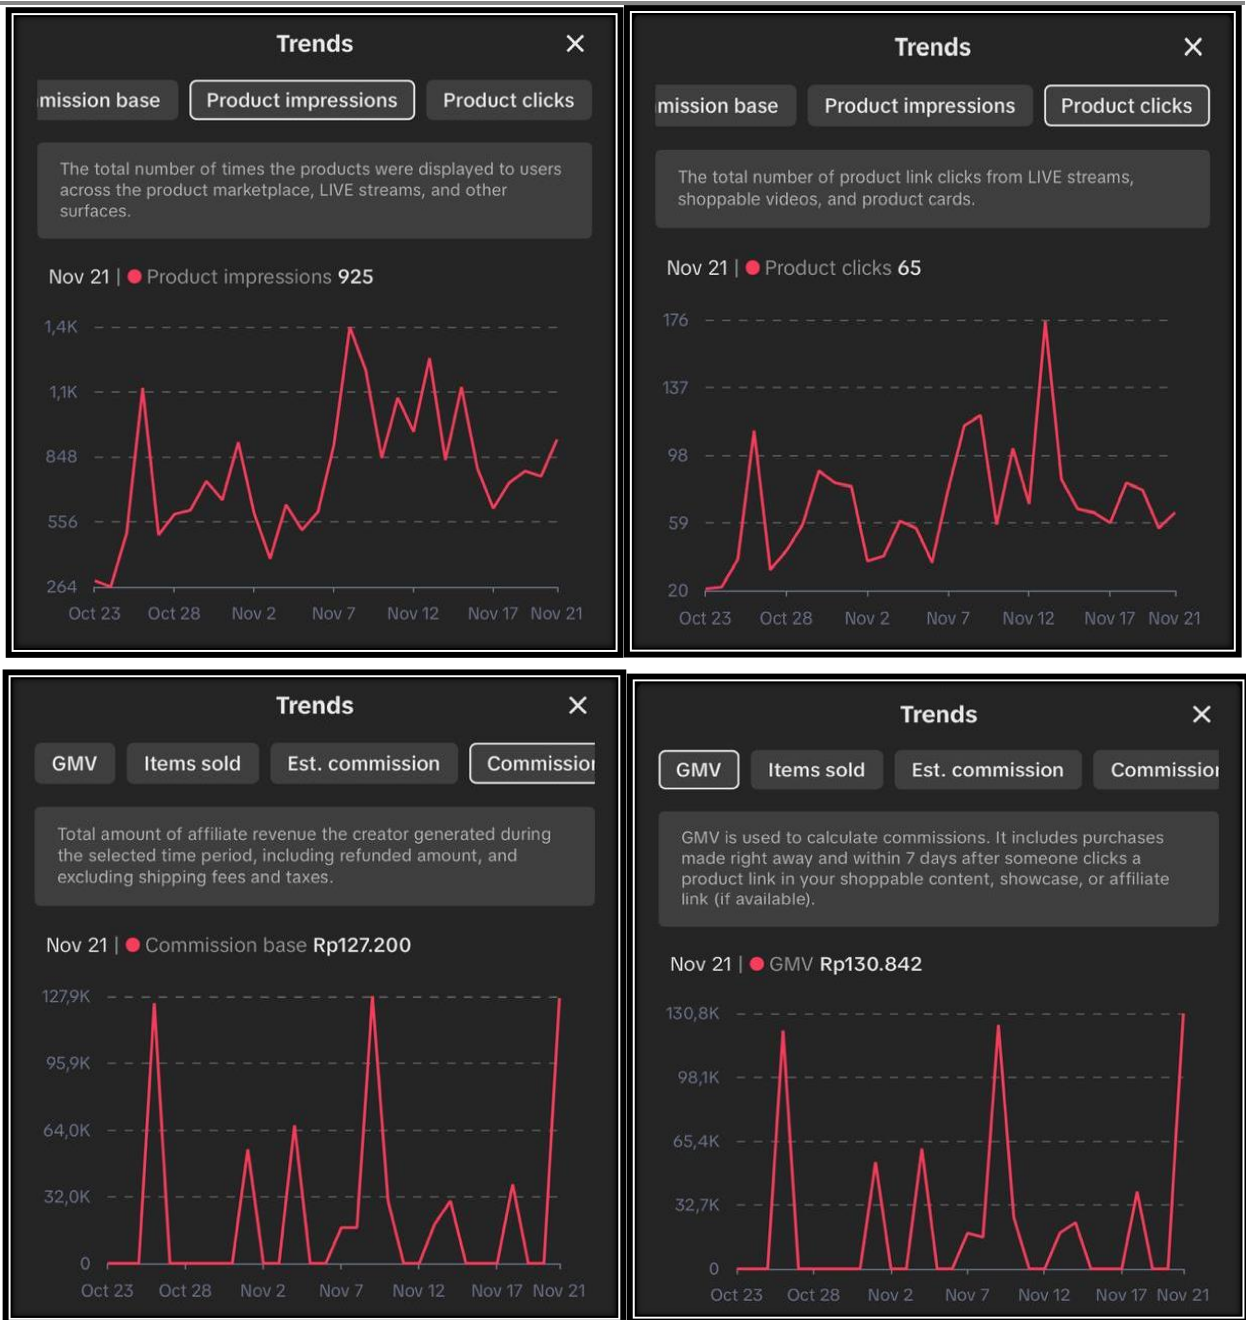 Trends
mission base
Product impressions
Product clicks
The total number of times the products were displayed to users
across the product marketplace, LIVE streams, and other
surfaces.
Nov 21 | Product impressions 925
1,4K
1,1K
848
556
264
Oct 23 Oct 28 Nov 2 Nov 7 Nov 12 Nov 17 Nov 21
Trends
mission base
Product impressions
Product clicks
The total number of product link clicks from LIVE streams,
shoppable videos, and product cards.
Nov 21 | Product clicks 65
176
137
98
59
20
Oct 23 Oct 28 Nov 2 Nov 7 Nov 12 Nov 17 Nov 21
Trends
GMV
Items sold
Est. commission
Commission
Total amount of affiliate revenue the creator generated during
the selected time period, including refunded amount, and
excluding shipping fees and taxes.
Nov 21 | Commission base Rp127.200
127,9K
95,9K
64,0K
32,0K
0
Oct 23 Oct 28 Nov 2 Nov 7 Nov 12 Nov 17 Nov 21
Trends
GMV
Items sold
Est. commission
Commission
GMV is used to calculate commissions. It includes purchases
made right away and within 7 days after someone clicks a
product link in your shoppable content, showcase, or affiliate
link (if available).
Nov 21 | GMV Rp130.842
130,8K
98,1K
65,4K
32,7K
0
Oct 23 Oct 28 Nov 2 Nov 7 Nov 12 Nov 17 Nov 21